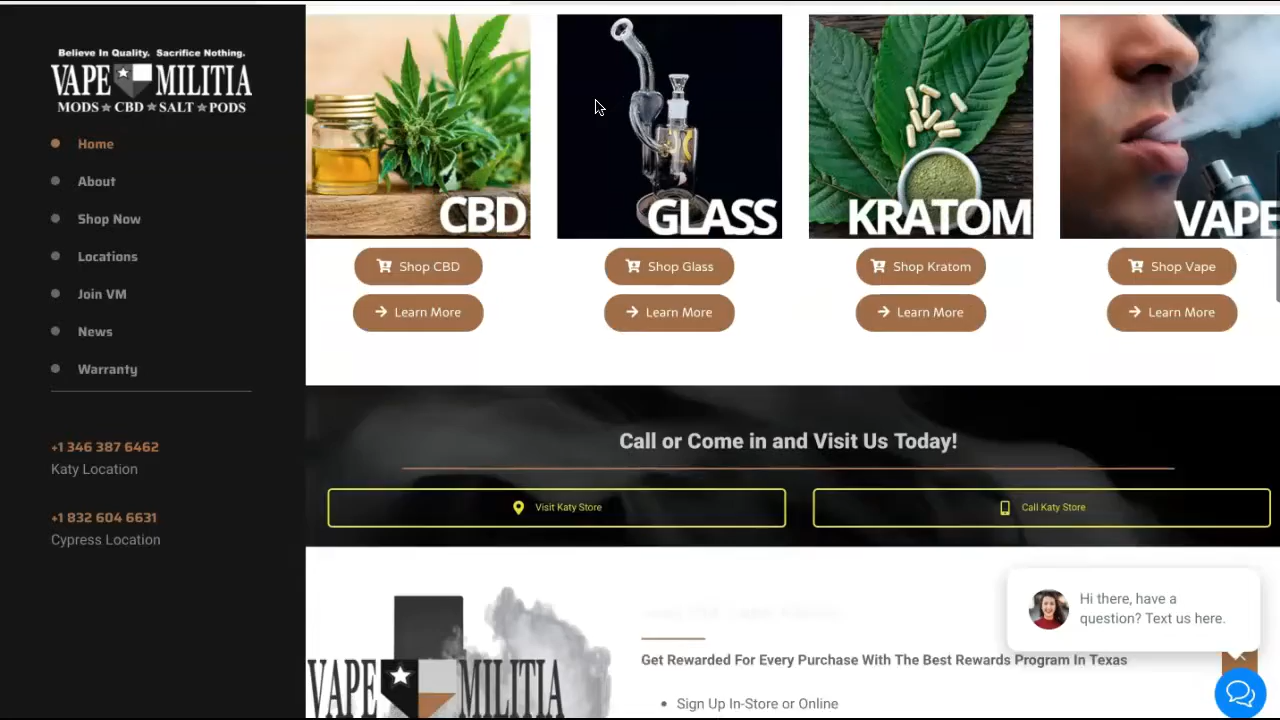 Believe In Quality. Sacrifice Nothing.
VAPE MILITIA
MODS ★ CBD ★ SALT ★ PODS
Home
About
Shop Now
Locations
Join VM
News
Warranty
+1 346 387 6462
Katy Location
+1 832 604 6631
Cypress Location
CBD
GLASS
KRATOM
VAPE
Shop CBD
Shop Glass
Shop Kratom
Shop Vape
Learn More
Learn More
Learn More
Learn More
Call or Come in and Visit Us Today!
Visit Katy Store
Call Katy Store
VAPE MILITIA
Get Rewarded For Every Purchase With The Best Rewards Program In Texas
• Sign Up In-Store or Online
Hi there, have a
question? Text us here.